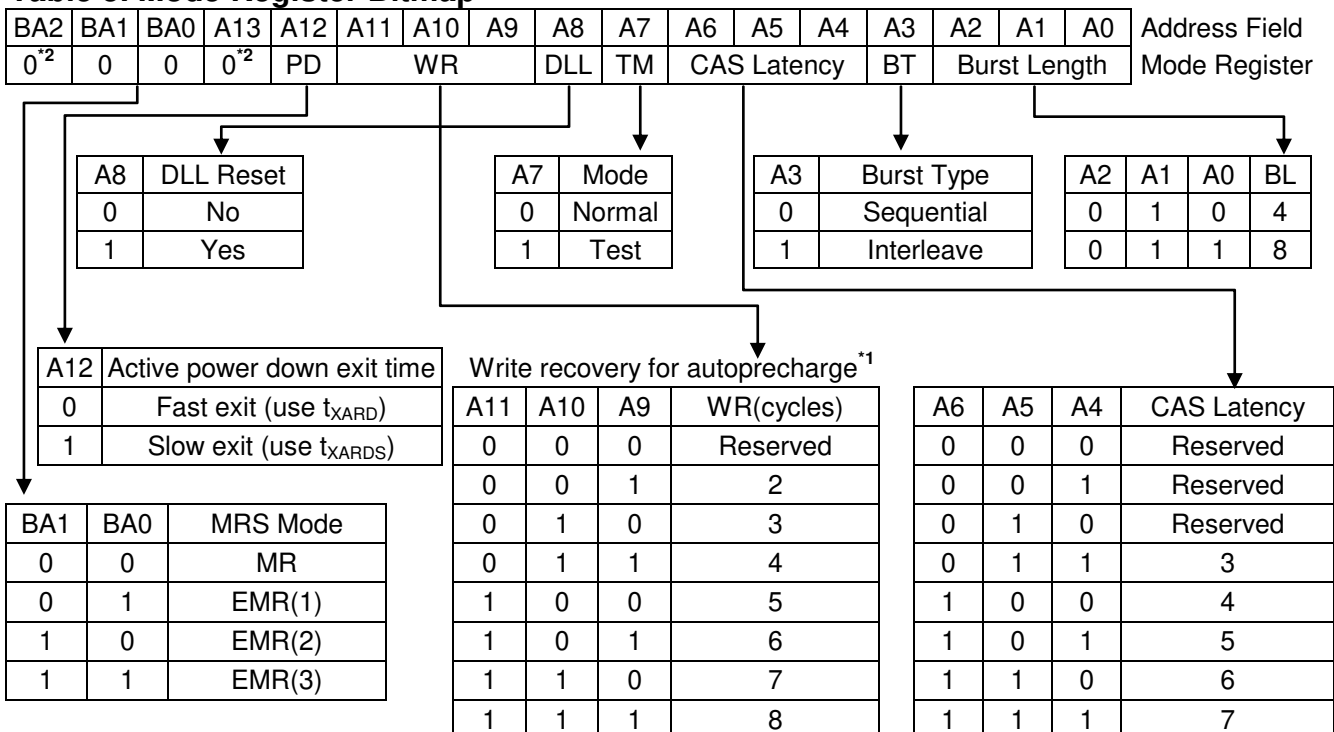 BA2 BA1 BA0 A13 A12 A11 A10 A9 A8 A7 A6 A5 A4 A3 A2 A1 A0 Address Field
0*2 0 0 0*2 PD WR DLL TM CAS Latency BT Burst Length Mode Register
A8 DLL Reset
0 No
1 Yes
A7 Mode
0 Normal
1 Test
A3 Burst Type
0 Sequential
1 Interleave
A2 A1 A0 BL
0 1 0 4
0 1 1 8
A12 Active power down exit time
0 Fast exit (use tXARD)
1 Slow exit (use tXARDS)
BA1 BA0 MRS Mode
0 0 MR
0 1 EMR(1)
1 0 EMR(2)
1 1 EMR(3)
Write recovery for autoprecharge*1
A11 A10 A9 WR(cycles)
0 0 0 Reserved
0 0 1 2
0 1 0 3
0 1 1 4
1 0 0 5
1 0 1 6
1 1 0 7
1 1 1 8
A6 A5 A4 CAS Latency
0 0 0 Reserved
0 0 1 Reserved
0 1 0 Reserved
0 1 1 3
1 0 0 4
1 0 1 5
1 1 0 6
1 1 1 7